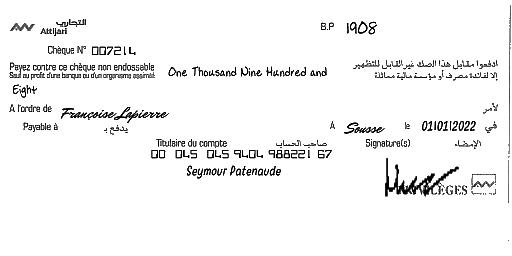 التجاري
Attijari
B.P 1908
Chèque N° 007214
Payez contre ce chèque non endossable
Sauf au profit d'une banque ou d'un organisme assimilé
One Thousand Nine Hundred and
ادفعوا مقابل هذا الصك غير القابل للتظهير
إلا لفائدة مصرف أو مؤسسة مالية مماثلة
Eight
A l'ordre de Françoise Lapierre
لأمر
Payable à يدفع بـ
A Sousse le 01/01/2022 في
Titulaire du compte صاحب الحساب
Signature(s) الإمضاء
00 045 045 9404 988221 67
Seymour Patenaude